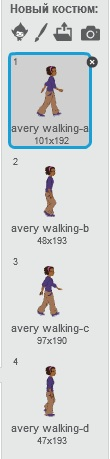 Новый костюм:
1
avery walking-a
101x192
2
avery walking-b
48x193
3
avery walking-c
97x190
4
avery walking-d
47x193